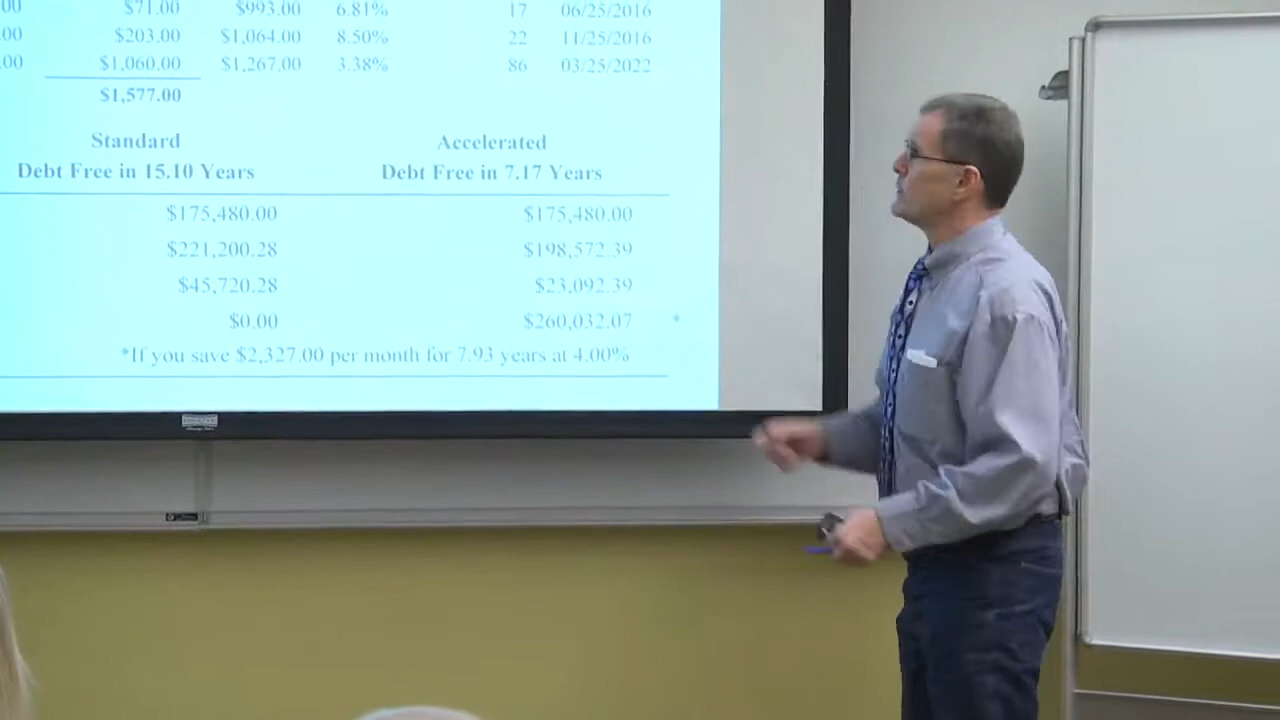 00 $71.00 $993.00 6.81% 17 06/25/2016
.00 $203.00 $1,064.00 8.50% 22 11/25/2016
.00 $1,060.00 $1,267.00 3.38% 86 03/25/2022
$1,577.00
Standard Accelerated
Debt Free in 15.10 Years Debt Free in 7.17 Years
$175,480.00 $175,480.00
$221,200.28 $198,572.39
$45,720.28 $23,092.39
$0.00 $260,032.07 *
*If you save $2,327.00 per month for 7.93 years at 4.00%